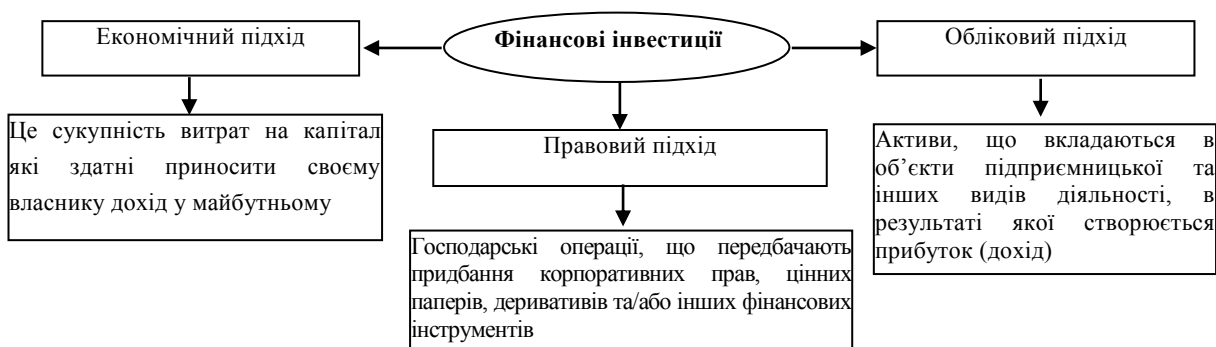 Економічний підхід
Фінансові інвестиції
Обліковий підхід
Це сукупність витрат на капітал
які здатні приносити своєму
власнику дохід у майбутньому
Правовий підхід
Активи, що вкладаються в
об’єкти підприємницької та
інших видів діяльності, в
результаті якої створюється
прибуток (дохід)
Господарські операції, що передбачають
придбання корпоративних прав, цінних
паперів, деривативів та/або інших фінансових
інструментів